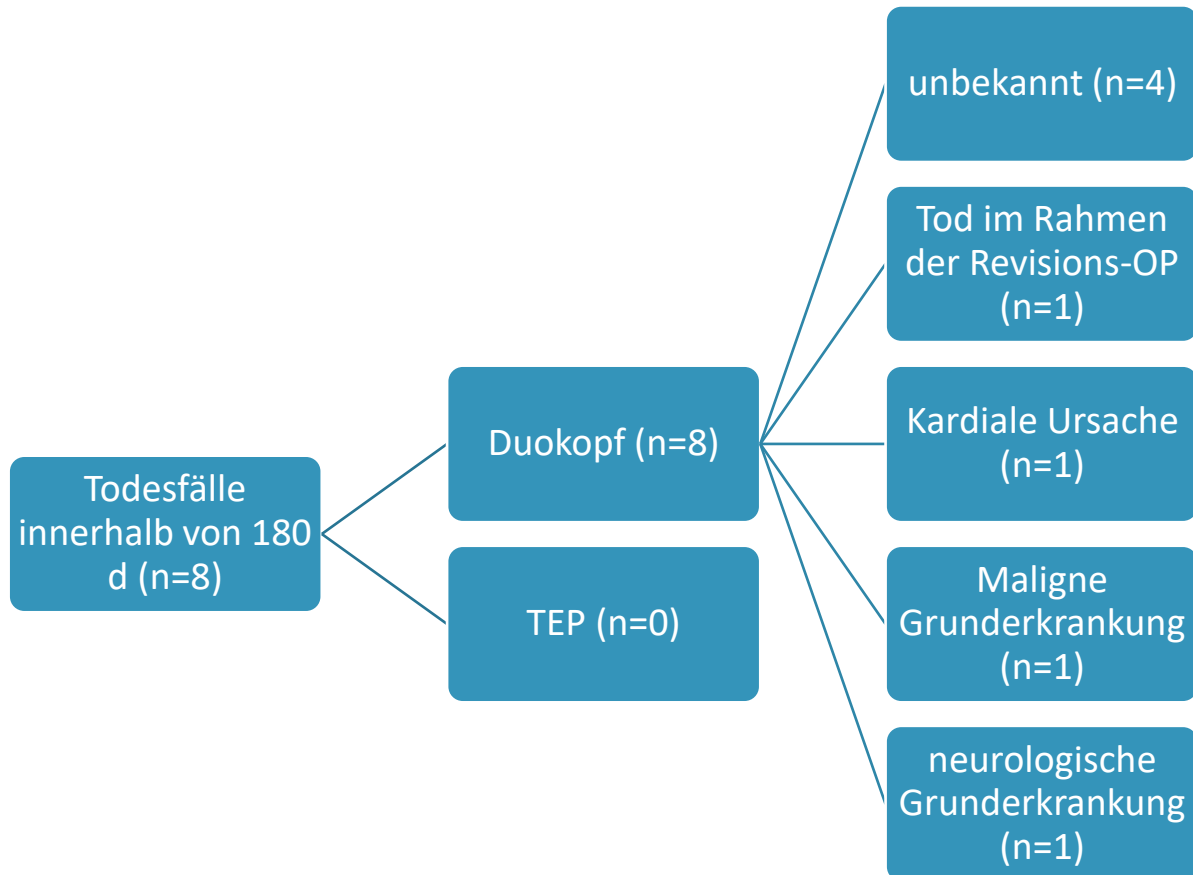 Todesfälle
innerhalb von 180
d (n=8)
Duokopf (n=8)
TEP (n=0)
unbekannt (n=4)
Tod im Rahmen
der Revisions-OP
(n=1)
Kardiale Ursache
(n=1)
Maligne
Grunderkrankung
(n=1)
neurologische
Grunderkrankung
(n=1)